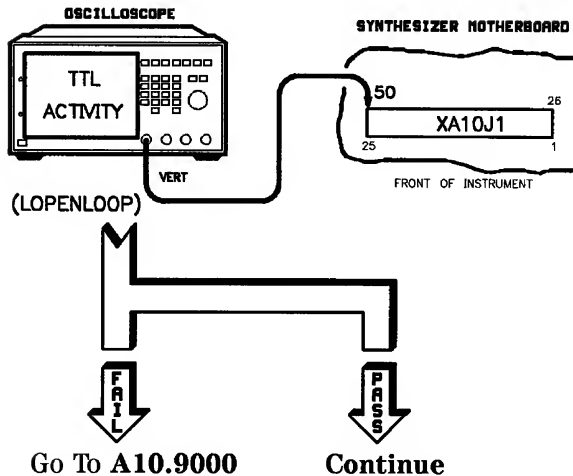 OSCILLOSCOPE
SYNTHESIZER MOTHERBOARD
TTL
ACTIVITY
50
26
XA10J1
25
1
VERT
FRONT OF INSTRUMENT
(LOPENLOOP)
FAIL
PASS
Go To A10.9000
Continue